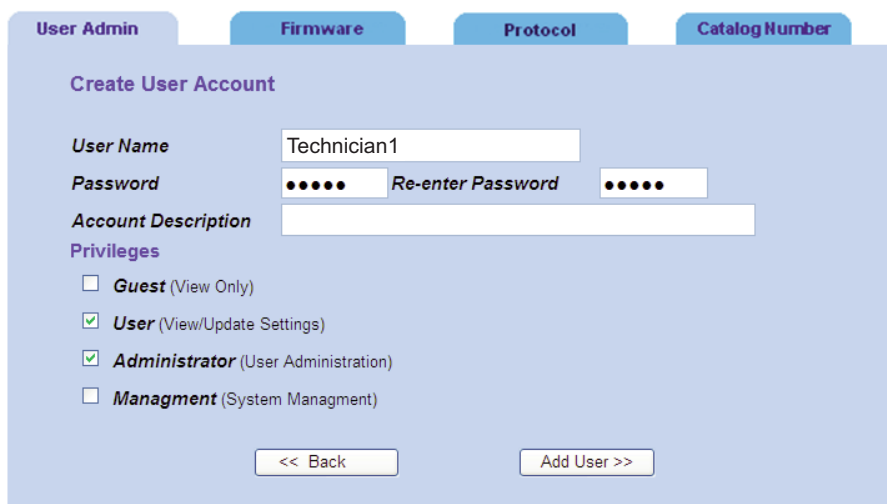 User Admin Firmware Protocol Catalog Number
Create User Account
User Name Technician1
Password ●●●●● Re-enter Password ●●●●●
Account Description
Privileges
Guest (View Only)
User (View/Update Settings)
Administrator (User Administration)
Managment (System Managment)
<< Back Add User >>